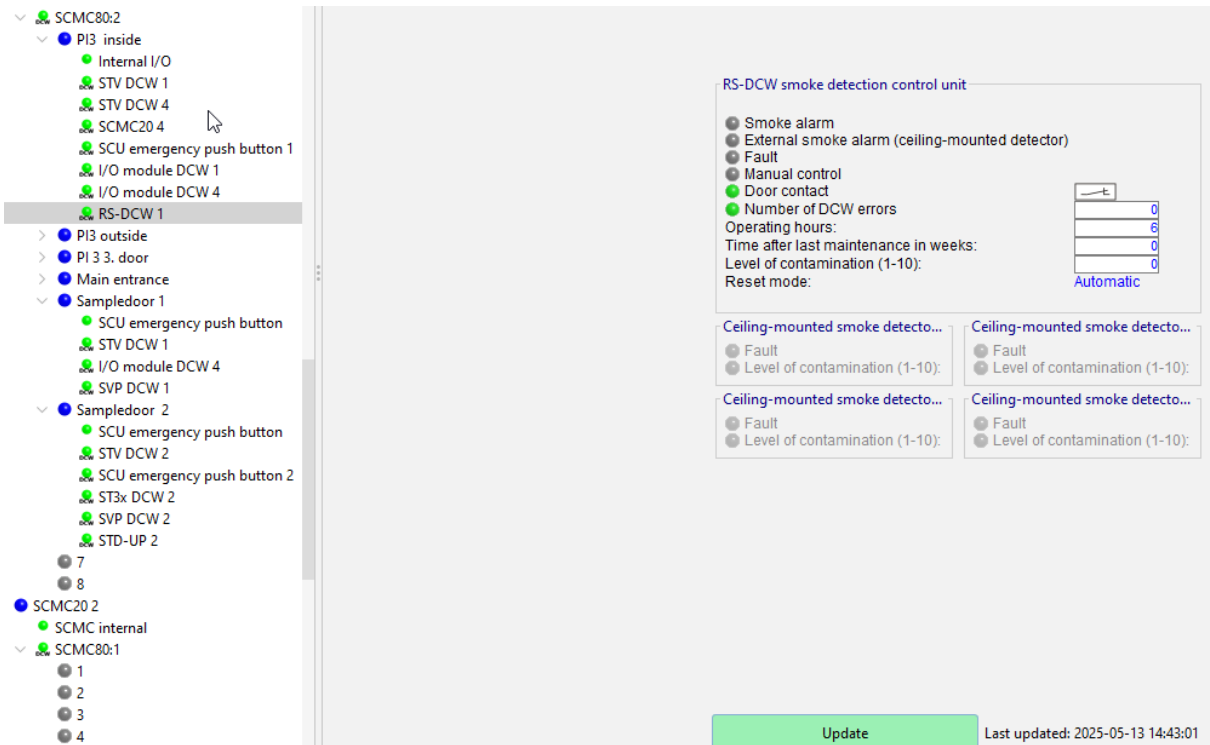 SCMC80:2
PI3 inside
Internal I/O
STV DCW 1
STV DCW 4
SCMC20 4
SCU emergency push button 1
I/O module DCW 1
I/O module DCW 4
RS-DCW 1
PI3 outside
PI 3 3. door
Main entrance
Sampledoor 1
SCU emergency push button
STV DCW 1
I/O module DCW 4
SVP DCW 1
Sampledoor 2
SCU emergency push button
STV DCW 2
SCU emergency push button 2
ST3x DCW 2
SVP DCW 2
STD-UP 2
7
8
SCMC20 2
SCMC internal
SCMC80:1
1
2
3
4
RS-DCW smoke detection control unit
Smoke alarm
External smoke alarm (ceiling-mounted detector)
Fault
Manual control
Door contact
Number of DCW errors 0
Operating hours: 6
Time after last maintenance in weeks: 0
Level of contamination (1-10): 0
Reset mode: Automatic
Ceiling-mounted smoke detecto...
Fault
Level of contamination (1-10):
Ceiling-mounted smoke detecto...
Fault
Level of contamination (1-10):
Ceiling-mounted smoke detecto...
Fault
Level of contamination (1-10):
Ceiling-mounted smoke detecto...
Fault
Level of contamination (1-10):
Update
Last updated: 2025-05-13 14:43:01